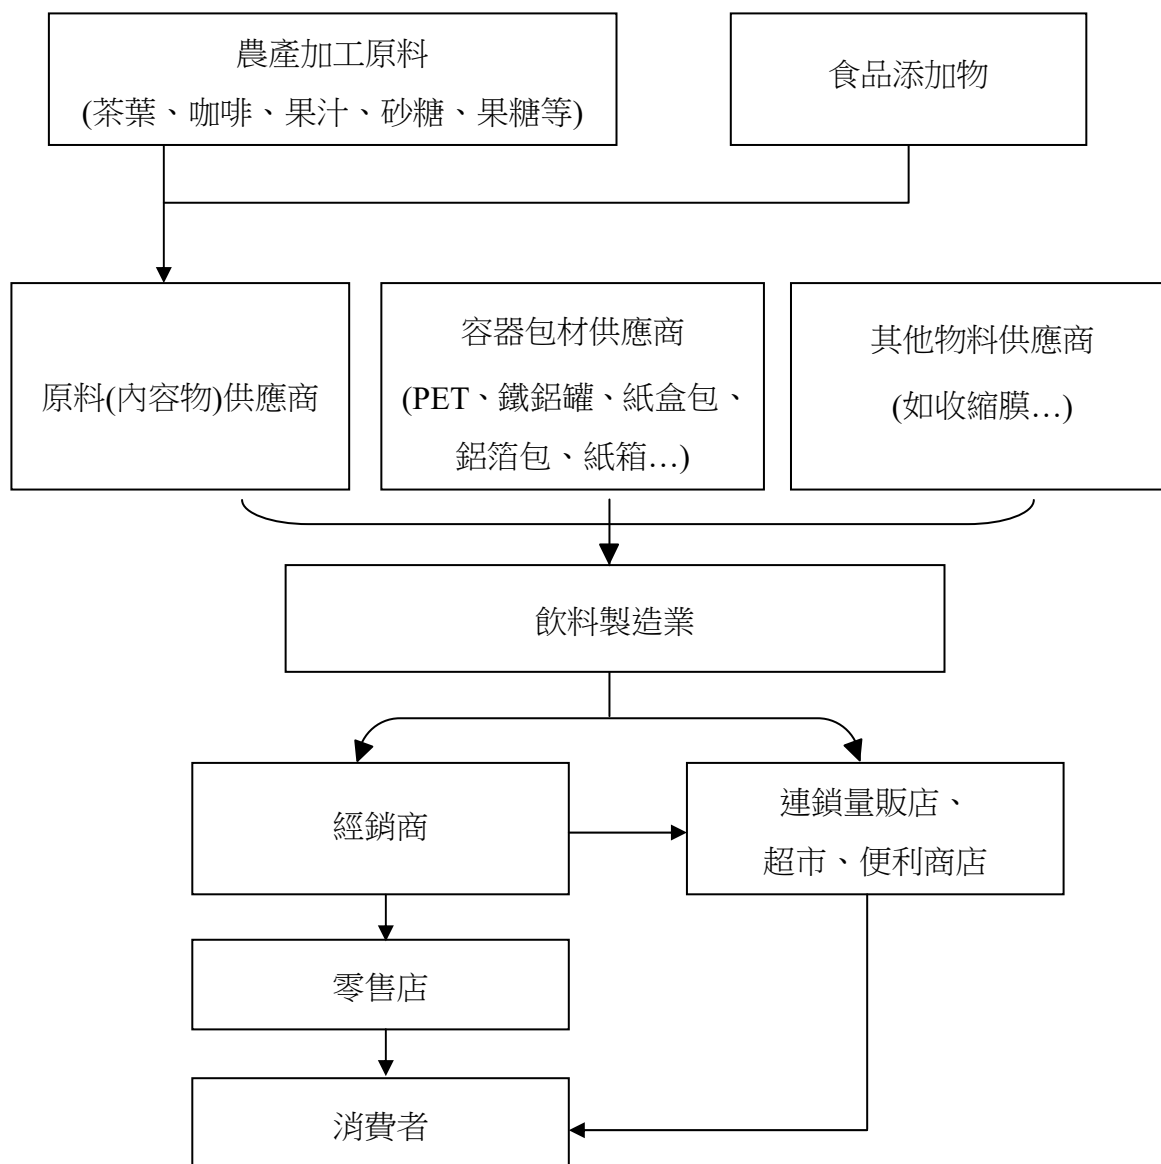 農產加工原料
(茶葉、咖啡、果汁、砂糖、果糖等)
食品添加物
原料(內容物)供應商
容器包材供應商
(PET、鐵鋁罐、紙盒包、
鋁箔包、紙箱…)
其他物料供應商
(如收縮膜…)
飲料製造業
經銷商
連鎖量販店、
超市、便利商店
零售店
消費者